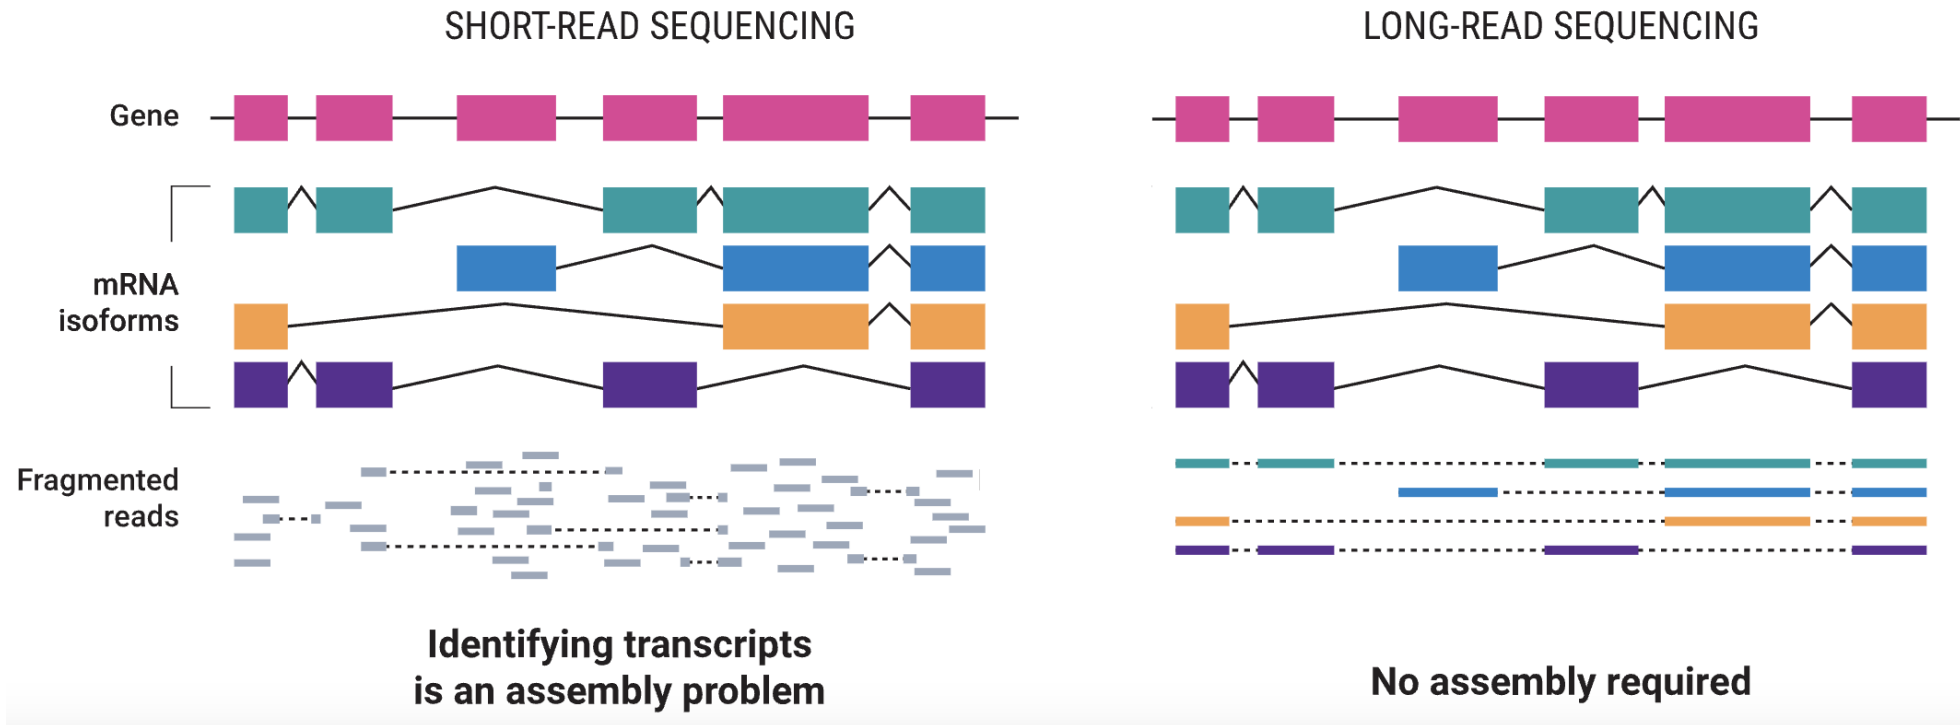 SHORT-READ SEQUENCING
LONG-READ SEQUENCING
Gene
mRNA
isoforms
Fragmented
reads
Identifying transcripts
is an assembly problem
No assembly required